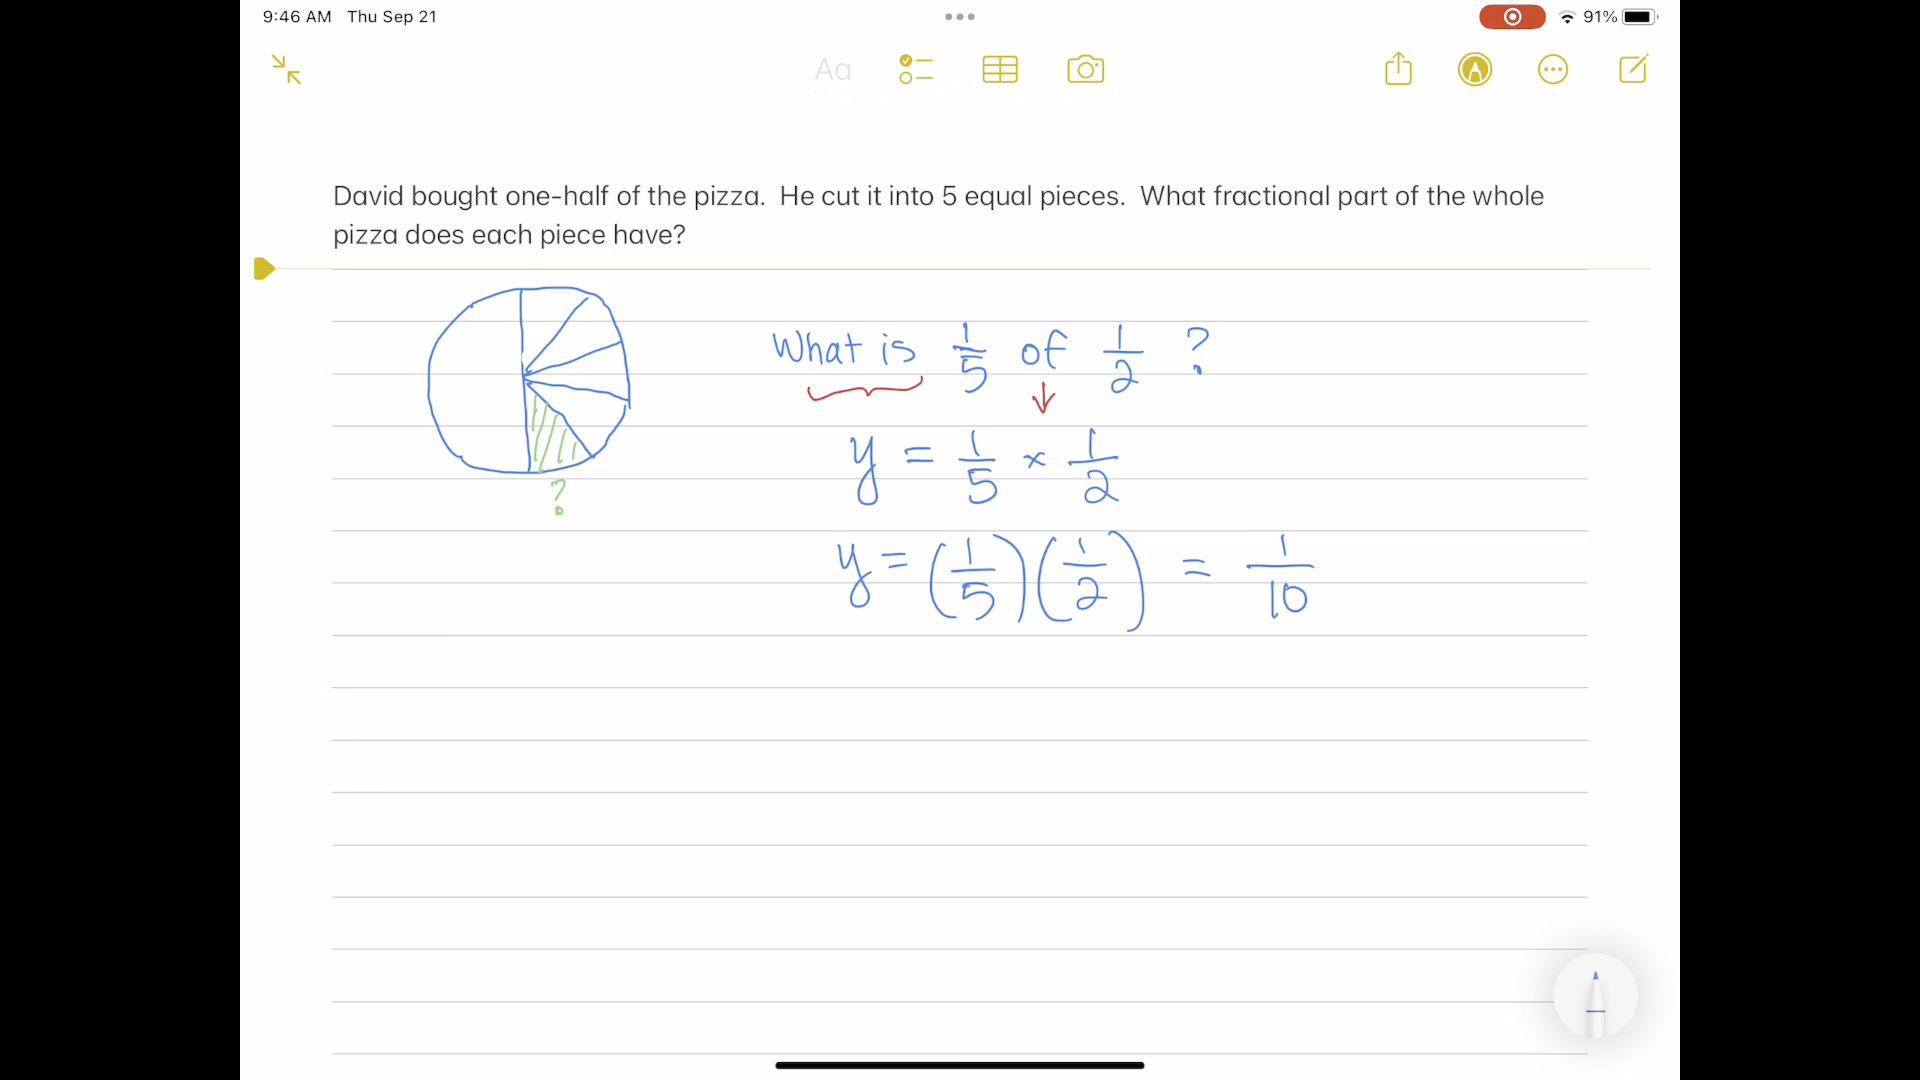 9:46 AM Thu Sep 21
91%
Aa
David bought one-half of the pizza. He cut it into 5 equal pieces. What fractional part of the whole
pizza does each piece have?
What is 1/5 of 1/2 ?
y = 1/5 × 1/2
?
y = (1/5)(1/2) = 1/10